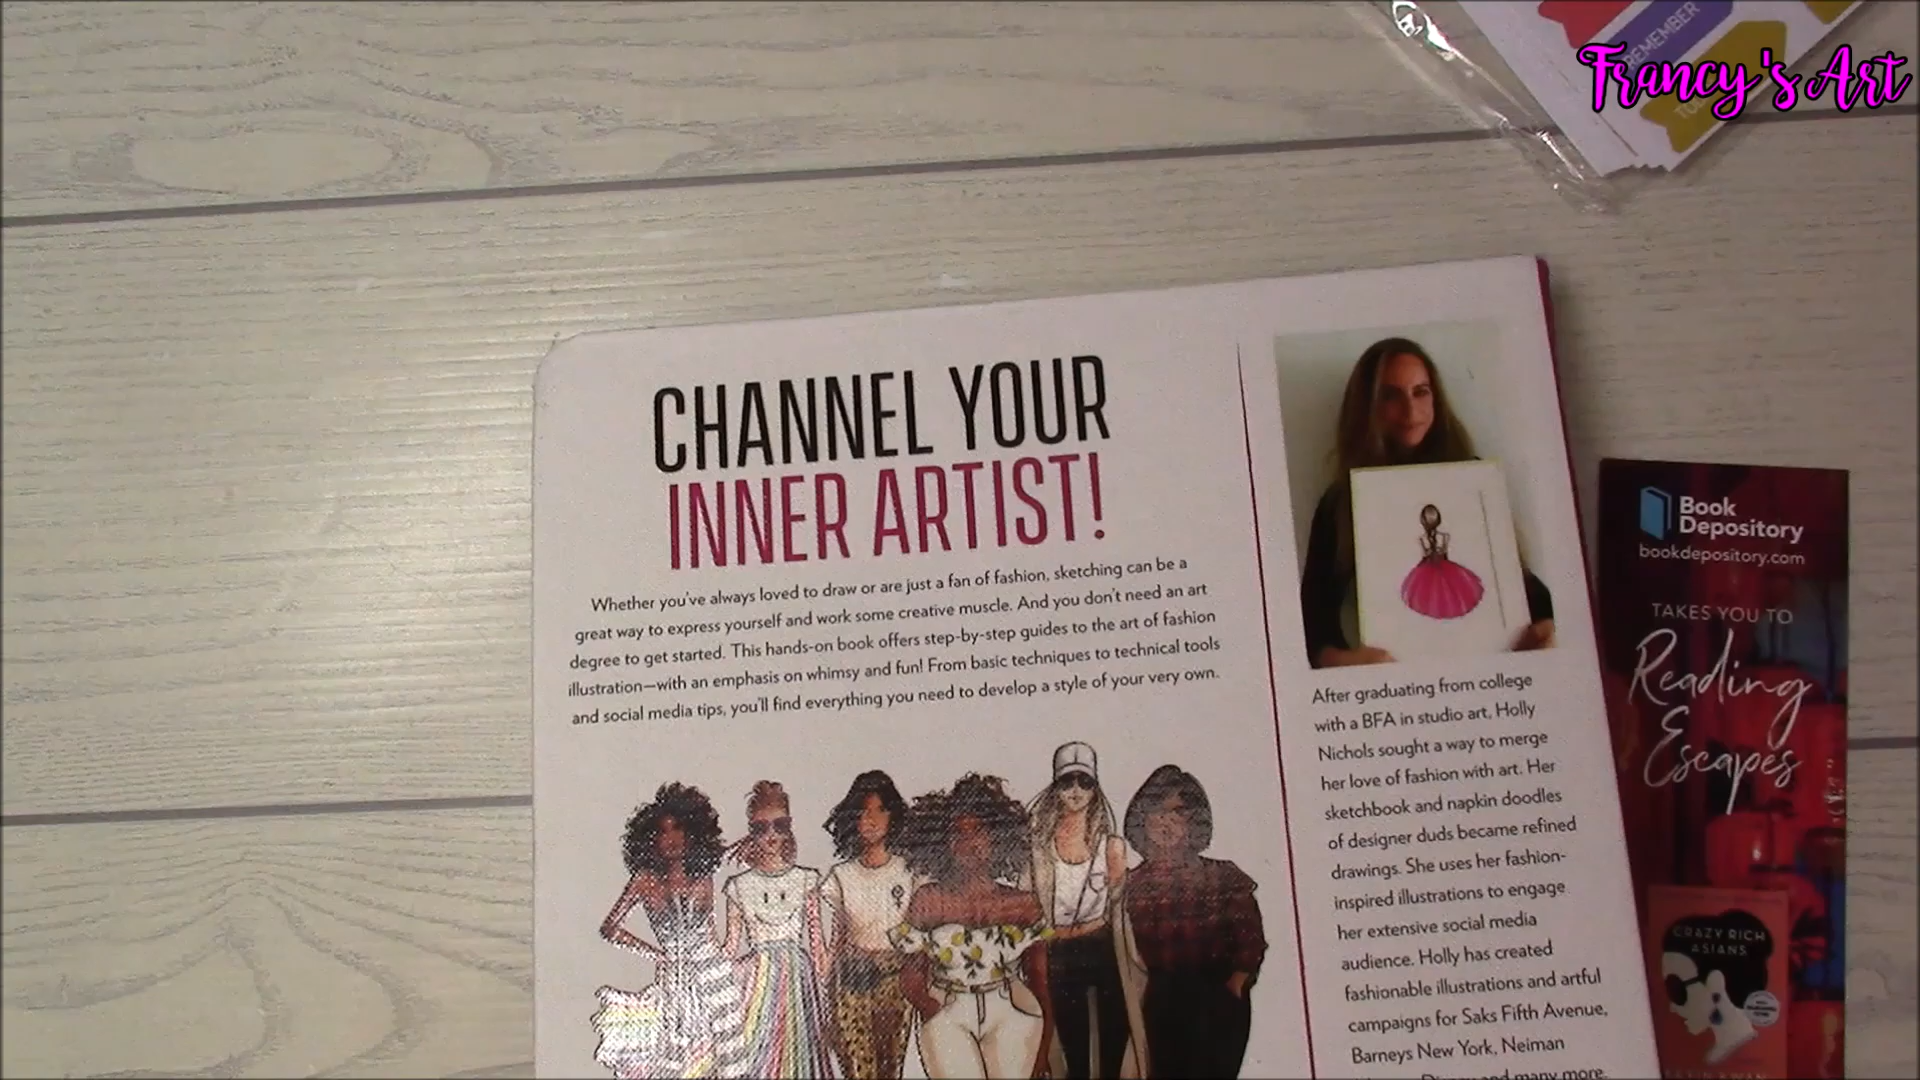 REMEMBER
Francy's Art
CHANNEL YOUR
INNER ARTIST!
Whether you've always loved to draw or are just a fan of fashion, sketching can be a
great way to express yourself and work some creative muscle. And you don't need an art
degree to get started. This hands-on book offers step-by-step guides to the art of fashion
illustration—with an emphasis on whimsy and fun! From basic techniques to technical tools
and social media tips, you'll find everything you need to develop a style of your very own.
After graduating from college
with a BFA in studio art, Holly
Nichols sought a way to merge
her love of fashion with art. Her
sketchbook and napkin doodles
of designer duds became refined
drawings. She uses her fashion-
inspired illustrations to engage
her extensive social media
audience. Holly has created
fashionable illustrations and artful
campaigns for Saks Fifth Avenue,
Barneys New York, Neiman
and many more.
Book
Depository
bookdepository.com
TAKES YOU TO
Reading
Escapes
CRAZY RICH
ASIANS